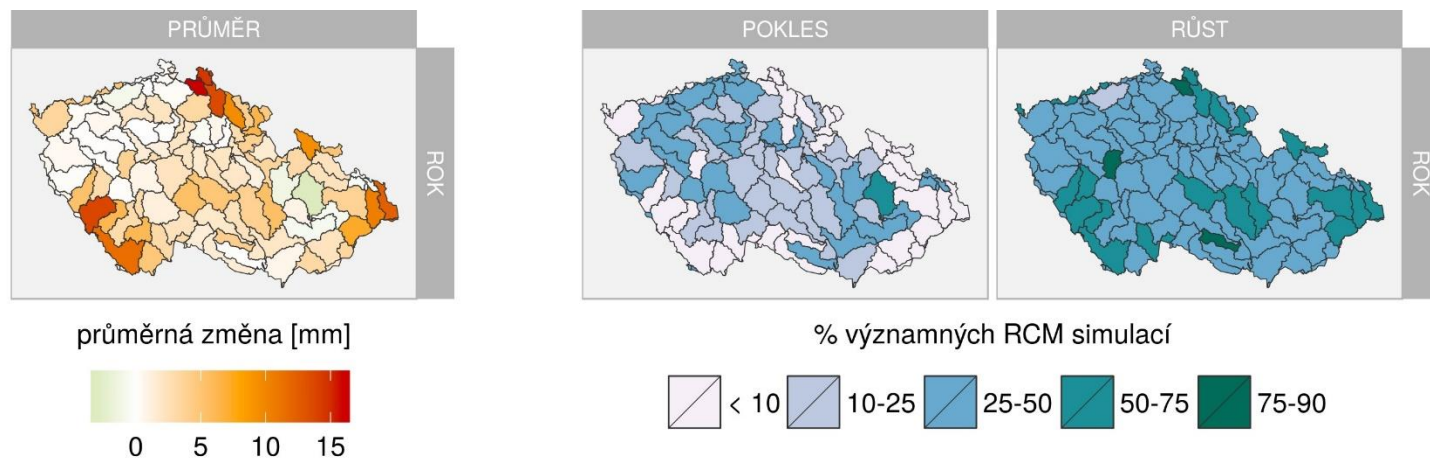 PRŮMĚR
ROK
průměrná změna [mm]
0 5 10 15
POKLES RŮST
ROK
% významných RCM simulací
< 10 10-25 25-50 50-75 75-90